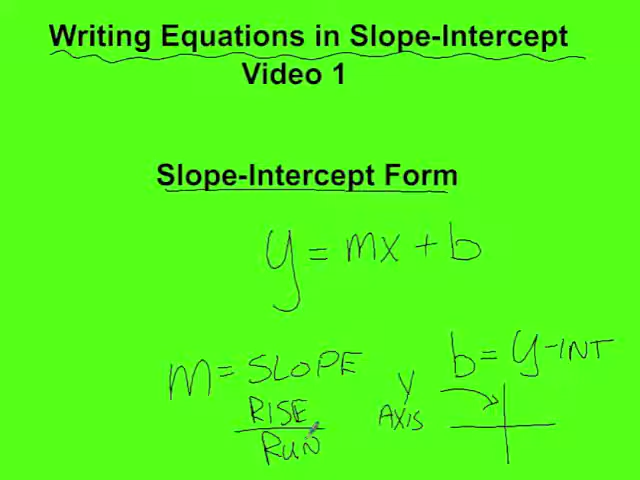 Writing Equations in Slope-Intercept
Video 1
Slope-Intercept Form
y = mx + b
m = SLOPE
RISE
RUN
Y
AXIS
b = y-INT